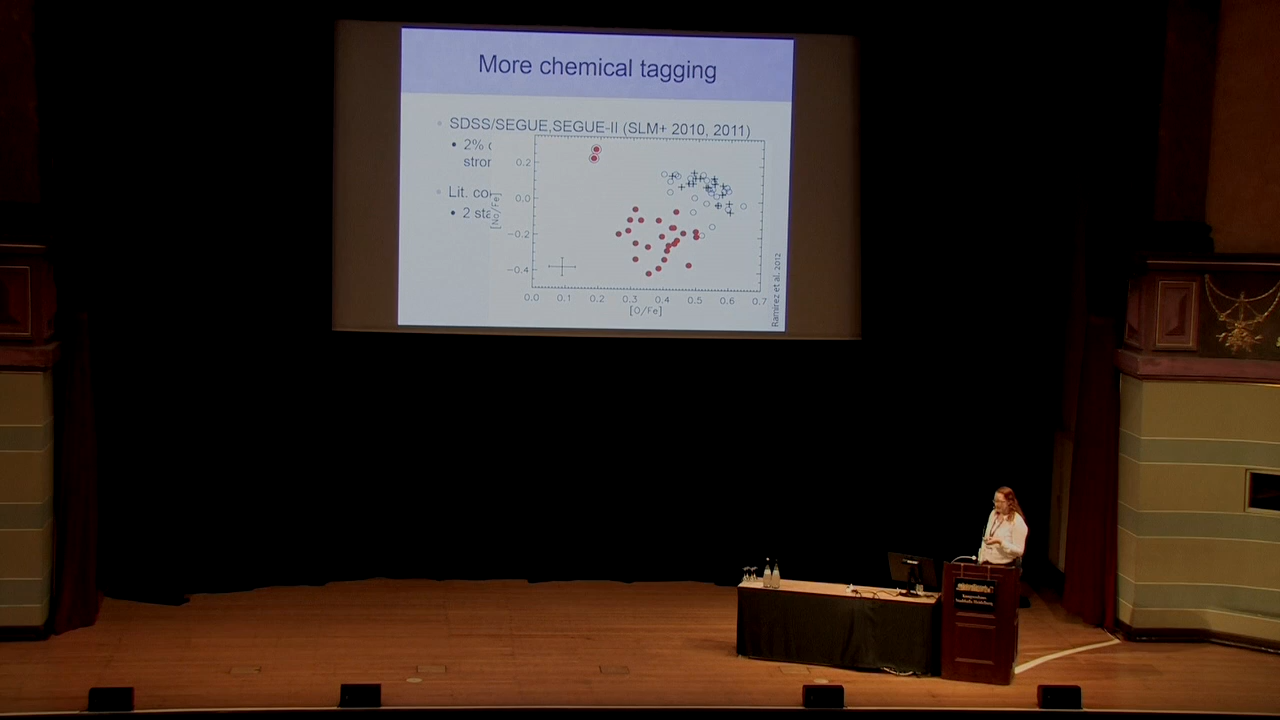 More chemical tagging
SDSS/SEGUE,SEGUE-II (SLM+ 2010, 2011)
2%
stror
Lit. co
2 sta
[Na/Fe]
0.2
0.0
−0.2
−0.4
0.0 0.1 0.2 0.3 0.4 0.5 0.6 0.7
[O/Fe]
Ramírez et al. 2012